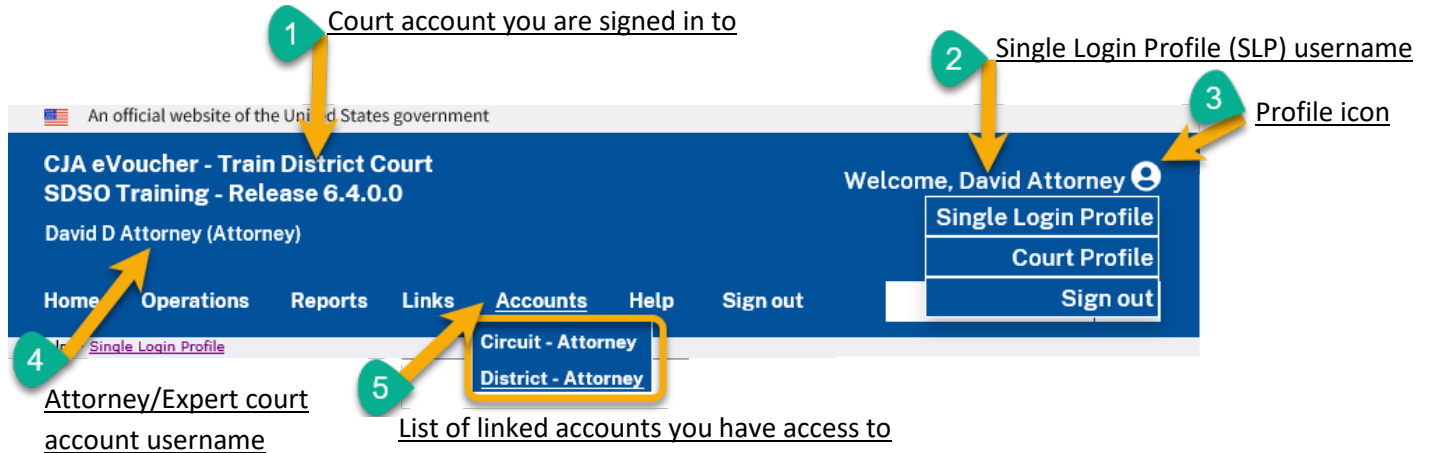 1
Court account you are signed in to
2
Single Login Profile (SLP) username
3
Profile icon
An official website of the United States government
CJA eVoucher - Train District Court
SDSO Training - Release 6.4.0.0
David D Attorney (Attorney)
Welcome, David Attorney
Single Login Profile
Court Profile
Sign out
Home Operations Reports Links Accounts Help Sign out
Circuit - Attorney
District - Attorney
Single Login Profile
4
Attorney/Expert court
account username
5
List of linked accounts you have access to